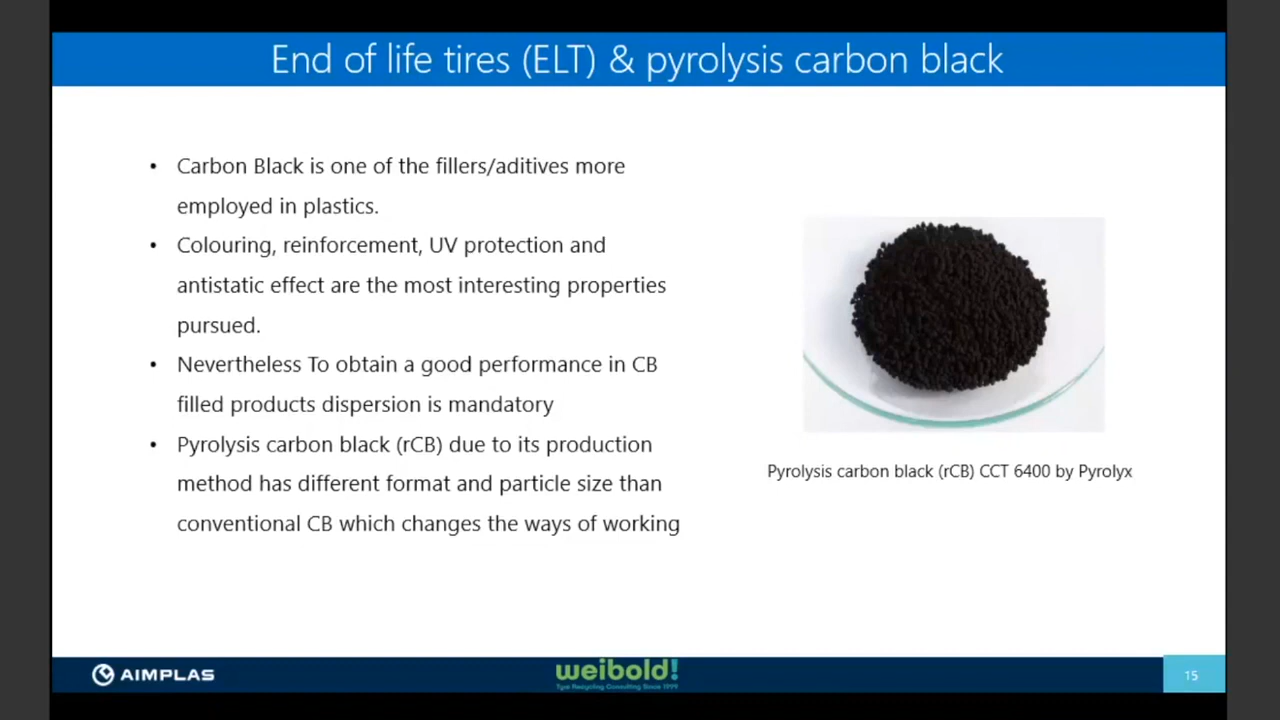 End of life tires (ELT) & pyrolysis carbon black
• Carbon Black is one of the fillers/aditives more
employed in plastics.
• Colouring, reinforcement, UV protection and
antistatic effect are the most interesting properties
pursued.
• Nevertheless To obtain a good performance in CB
filled products dispersion is mandatory
• Pyrolysis carbon black (rCB) due to its production
method has different format and particle size than
conventional CB which changes the ways of working
Pyrolysis carbon black (rCB) CCT 6400 by Pyrolyx
AIMPLAS
weibold!
Tyre Recycling Consulting Since 1999
15